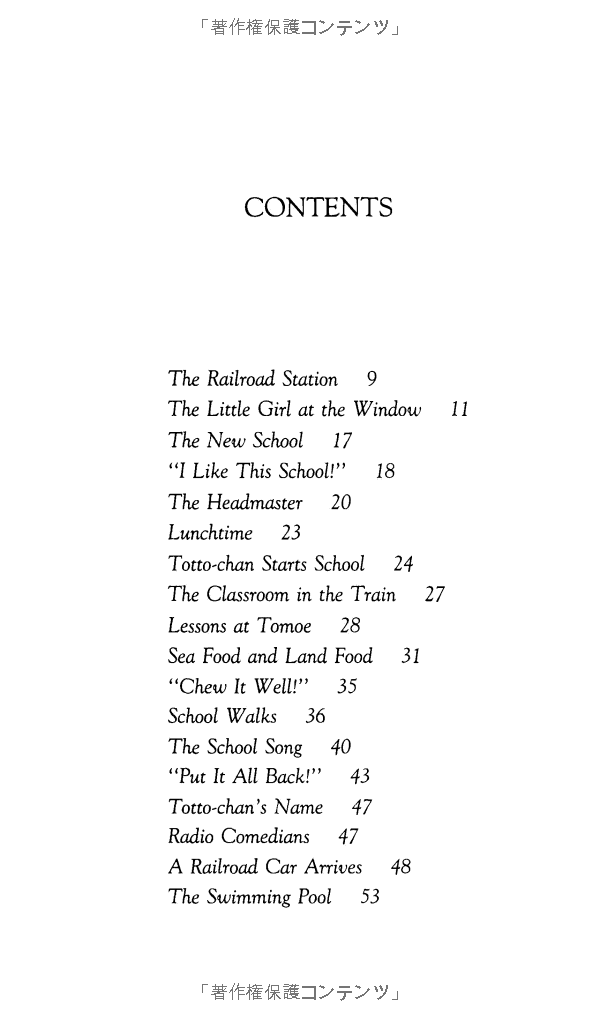 「著作権保護コンテンツ」
CONTENTS
The Railroad Station 9
The Little Girl at the Window 11
The New School 17
“I Like This School!” 18
The Headmaster 20
Lunchtime 23
Totto-chan Starts School 24
The Classroom in the Train 27
Lessons at Tomoe 28
Sea Food and Land Food 31
“Chew It Well!” 35
School Walks 36
The School Song 40
“Put It All Back!” 43
Totto-chan’s Name 47
Radio Comedians 47
A Railroad Car Arrives 48
The Swimming Pool 53
「著作権保護コンテンツ」